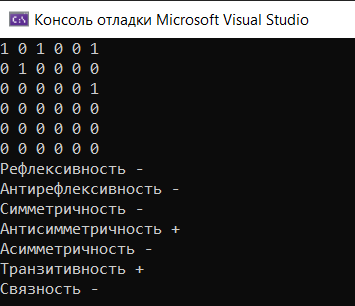 C:\ Консоль отладки Microsoft Visual Studio
1 0 1 0 0 1
0 1 0 0 0 0
0 0 0 0 0 1
0 0 0 0 0 0
0 0 0 0 0 0
0 0 0 0 0 0
Рефлексивность -
Антирефлексивность -
Симметричность -
Антисимметричность +
Асимметричность -
Транзитивность +
Связность -